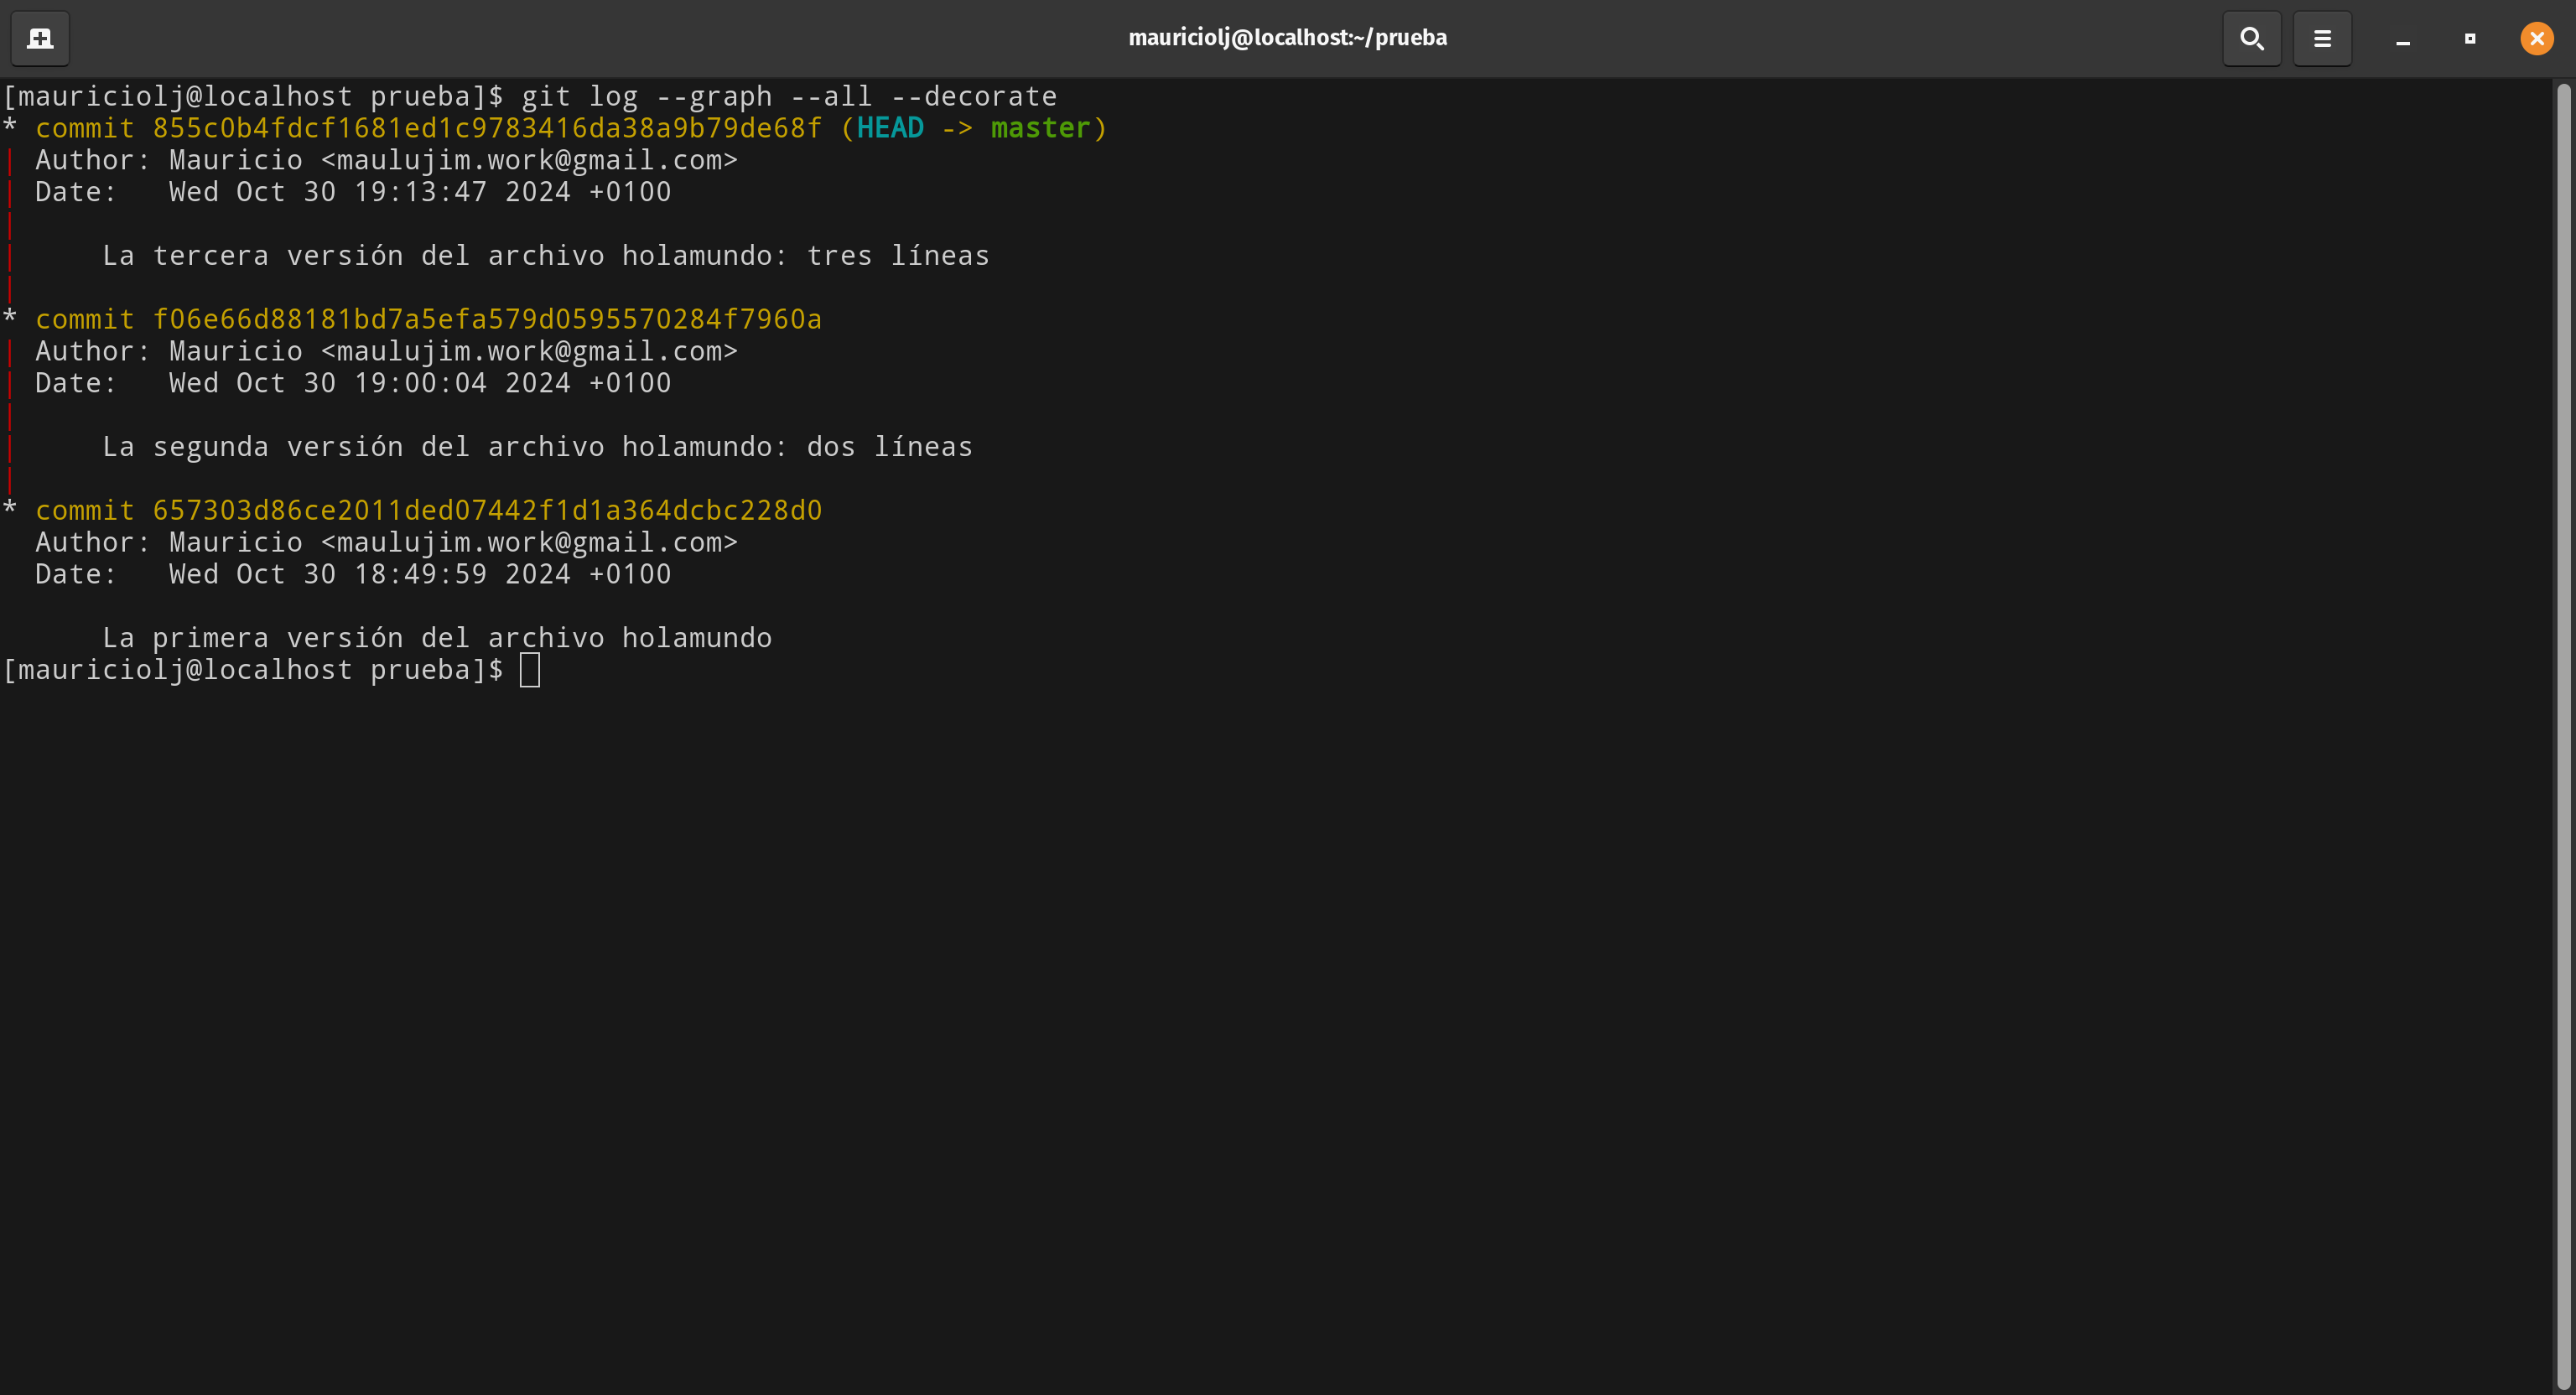 mauriciolj@localhost:~/prueba
[mauriciolj@localhost prueba]$ git log --graph --all --decorate
* commit 855c0b4fdcf1681ed1c9783416da38a9b79de68f (HEAD -> master)
| Author: Mauricio <maulujim.work@gmail.com>
| Date:   Wed Oct 30 19:13:47 2024 +0100
|
|     La tercera versión del archivo holamundo: tres líneas
|
* commit f06e66d88181bd7a5efa579d0595570284f7960a
| Author: Mauricio <maulujim.work@gmail.com>
| Date:   Wed Oct 30 19:00:04 2024 +0100
|
|     La segunda versión del archivo holamundo: dos líneas
|
* commit 657303d86ce2011ded07442f1d1a364dcbc228d0
  Author: Mauricio <maulujim.work@gmail.com>
  Date:   Wed Oct 30 18:49:59 2024 +0100

      La primera versión del archivo holamundo
[mauriciolj@localhost prueba]$